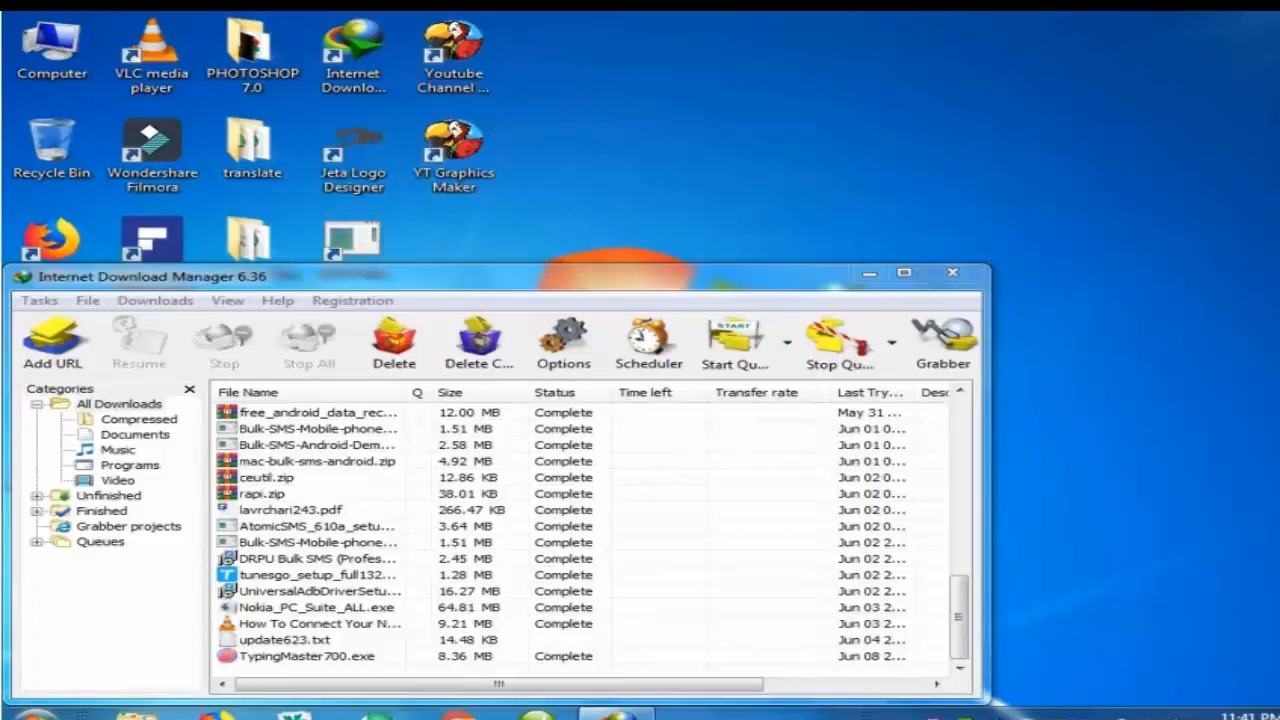 Computer
VLC media player
PHOTOSHOP 7.0
Internet Downlo...
Youtube Channel ...
Recycle Bin
Wondershare Filmora
translate
Jeta Logo Designer
YT Graphics Maker
Internet Download Manager 6.36
Tasks File Downloads View Help Registration
Add URL Resume Stop Stop All Delete Delete C... Options Scheduler Start Qu... Stop Qu... Grabber
Categories
All Downloads
Compressed
Documents
Music
Programs
Video
Unfinished
Finished
Grabber projects
Queues
File Name Q Size Status Time left Transfer rate Last Try... Desc
free_android_data_rec... 12.00 MB Complete May 31 ...
Bulk-SMS-Mobile-phone... 1.51 MB Complete Jun 01 0...
Bulk-SMS-Android-Dem... 2.58 MB Complete Jun 01 0...
mac-bulk-sms-android.zip 4.92 MB Complete Jun 01 0...
ceutil.zip 12.86 KB Complete Jun 02 0...
rapi.zip 38.01 KB Complete Jun 02 0...
lavrchari243.pdf 266.47 KB Complete Jun 02 0...
AtomicSMS_610a_setu... 3.64 MB Complete Jun 02 0...
Bulk-SMS-Mobile-phone... 1.51 MB Complete Jun 02 2...
DRPU Bulk SMS (Profes... 2.45 MB Complete Jun 02 2...
tunesgo_setup_full132... 1.28 MB Complete Jun 02 2...
UniversalAdbDriverSetu... 16.27 MB Complete Jun 02 2...
Nokia_PC_Suite_ALL.exe 64.81 MB Complete Jun 03 2...
How To Connect Your N... 9.21 MB Complete Jun 03 2...
update623.txt 14.48 KB Jun 04 2...
TypingMaster700.exe 8.36 MB Complete Jun 08 2...
11:41 PM